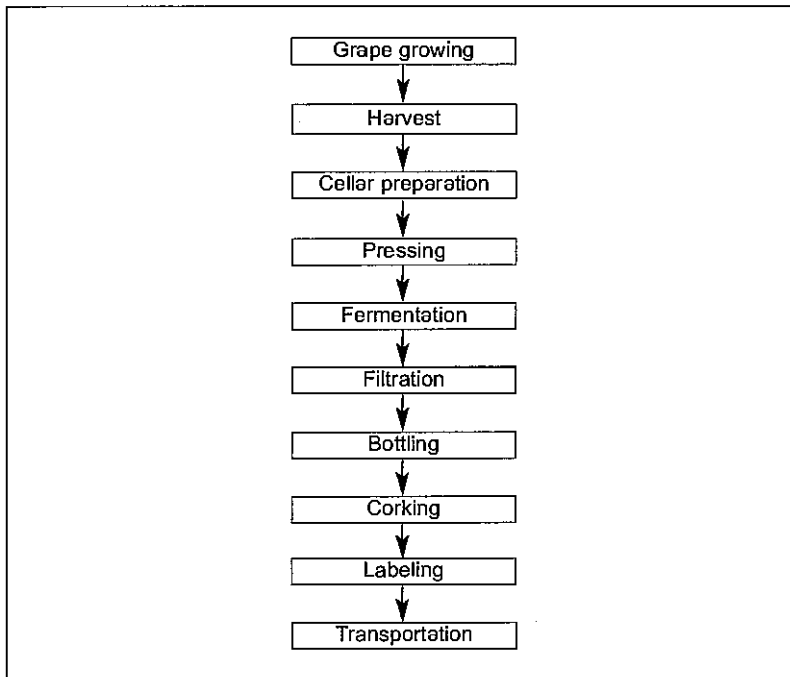 Grape growing
Harvest
Cellar preparation
Pressing
Fermentation
Filtration
Bottling
Corking
Labeling
Transportation